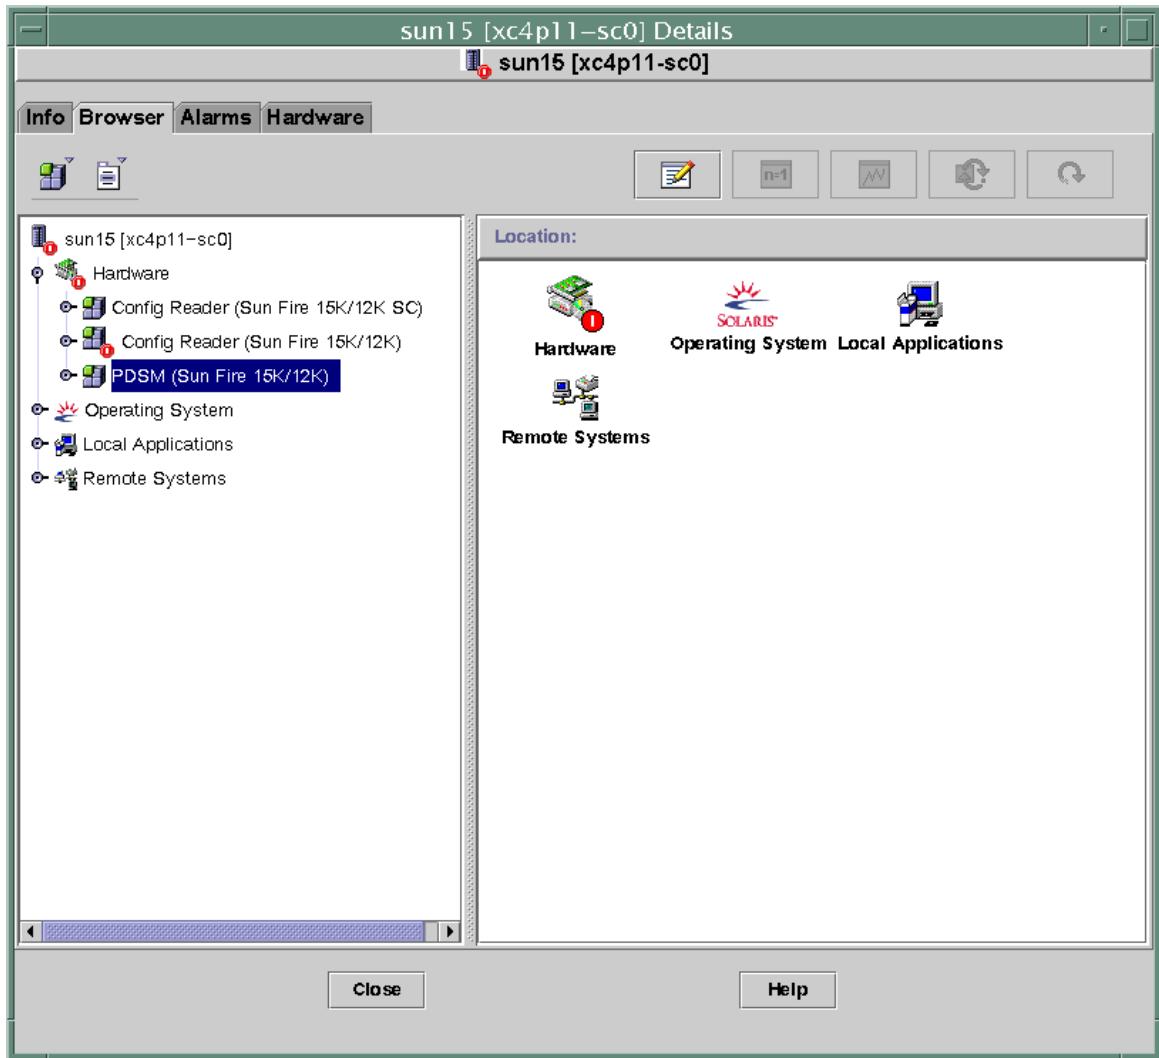 sun15 [xc4p11-sc0] Details
sun15 [xc4p11-sc0]
Info Browser Alarms Hardware
n=1
sun15 [xc4p11-sc0]
Hardware
Config Reader (Sun Fire 15K/12K SC)
Config Reader (Sun Fire 15K/12K)
PDSM (Sun Fire 15K/12K)
Operating System
Local Applications
Remote Systems
Location:
Hardware
SOLARIS
Operating System
Local Applications
Remote Systems
Close
Help